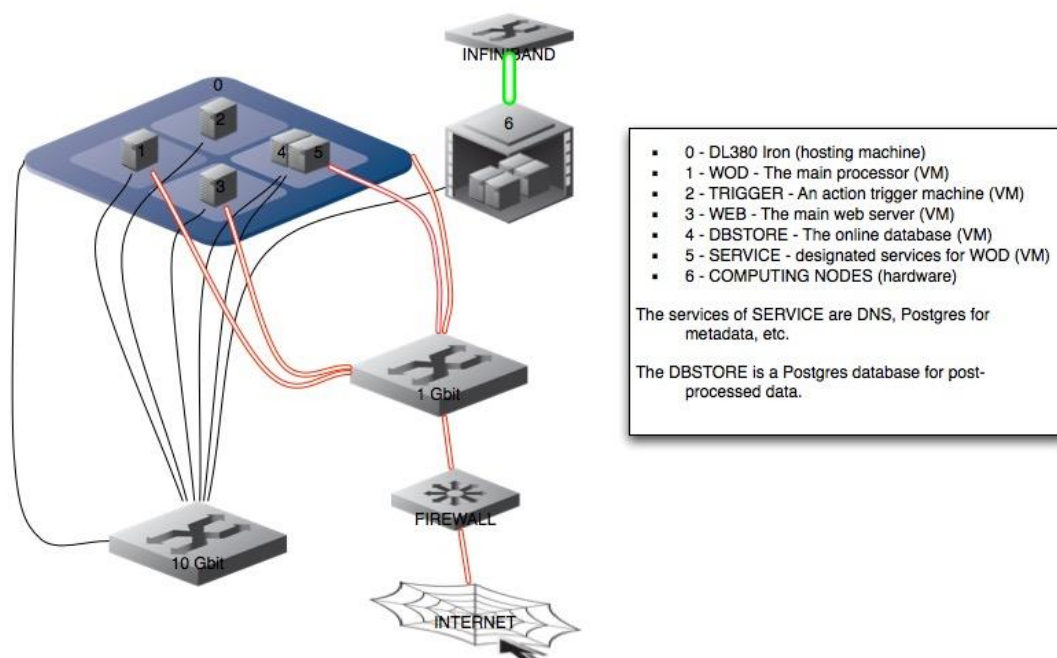 INFINIBAND
0
2
6
1
4
5
3
1 Gbit
FIREWALL
10 Gbit
INTERNET
▪ 0 - DL380 Iron (hosting machine)
▪ 1 - WOD - The main processor (VM)
▪ 2 - TRIGGER - An action trigger machine (VM)
▪ 3 - WEB - The main web server (VM)
▪ 4 - DBSTORE - The online database (VM)
▪ 5 - SERVICE - designated services for WOD (VM)
▪ 6 - COMPUTING NODES (hardware)
The services of SERVICE are DNS, Postgres for
metadata, etc.
The DBSTORE is a Postgres database for post-
processed data.